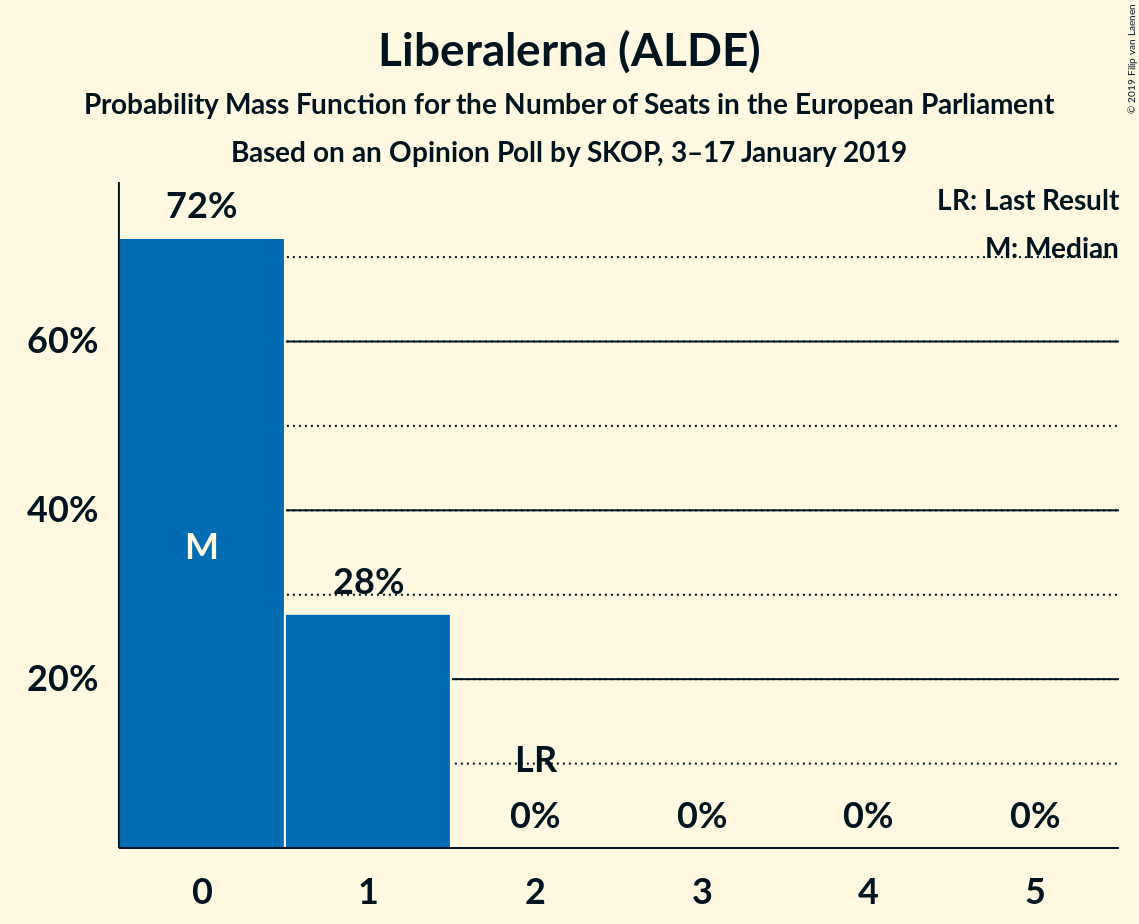 Liberalerna (ALDE)
Probability Mass Function for the Number of Seats in the European Parliament
Based on an Opinion Poll by SKOP, 3–17 January 2019
© 2019 Filip van Laenen
LR: Last Result
M: Median
72%
60%
40%
M
28%
20%
LR
0%
0%
0%
0%
0
1
2
3
4
5